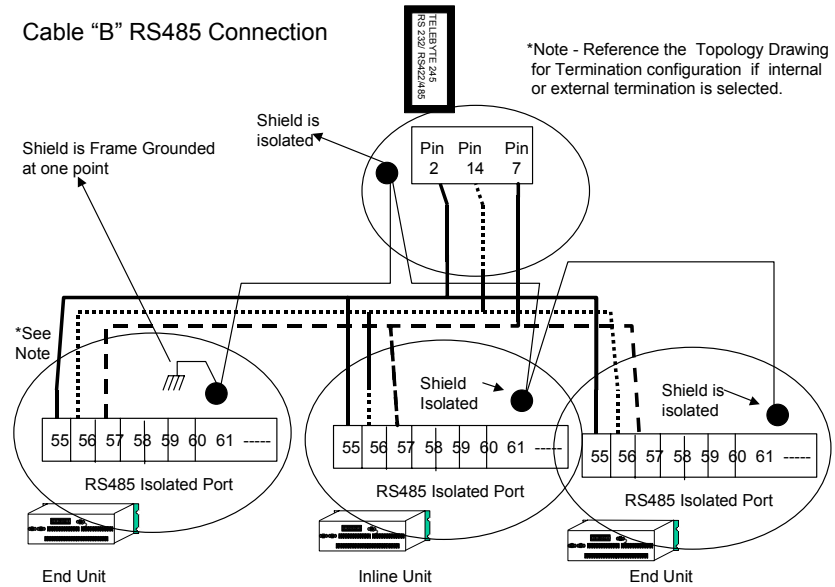 Cable “B” RS485 Connection
TELEBYTE 245
RS 232/ RS422/485
*Note - Reference the Topology Drawing
for Termination configuration if internal
or external termination is selected.
Shield is
isolated
Shield is Frame Grounded
at one point
Pin Pin Pin
2 14 7
*See
Note
Shield
Isolated
Shield is
isolated
55 56 57 58 59 60 61 -----
55 56 57 58 59 60 61 -----
55 56 57 58 59 60 61 -----
RS485 Isolated Port
RS485 Isolated Port
RS485 Isolated Port
End Unit
Inline Unit
End Unit